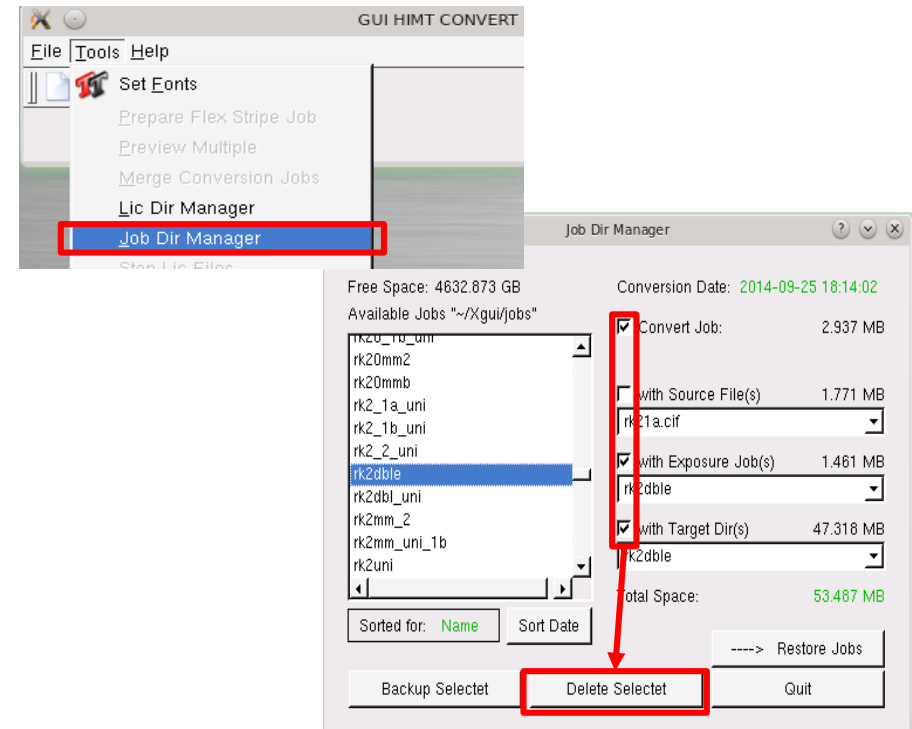 GUI HIMT CONVERT
File Tools Help
Set Fonts
Prepare Flex Stripe Job
Preview Multiple
Merge Conversion Jobs
Lic Dir Manager
Job Dir Manager
Step Lic Files
Job Dir Manager
Free Space: 4632.873 GB
Conversion Date: 2014-09-25 18:14:02
Available Jobs "~/Xgui/jobs"
Convert Job: 2.937 MB
rk20_1b_uni
rk20mm2
rk20mmb
rk2_1a_uni
rk2_1b_uni
rk2_2_uni
rk2dble
rk2dbl_uni
rk2mm_2
rk2mm_uni_1b
rk2uni
with Source File(s) 1.771 MB
rk21a.cif
with Exposure Job(s) 1.461 MB
rk2dble
with Target Dir(s) 47.318 MB
rk2dble
Total Space: 53.487 MB
Sorted for: Name
Sort Date
----> Restore Jobs
Backup Selectet
Delete Selectet
Quit